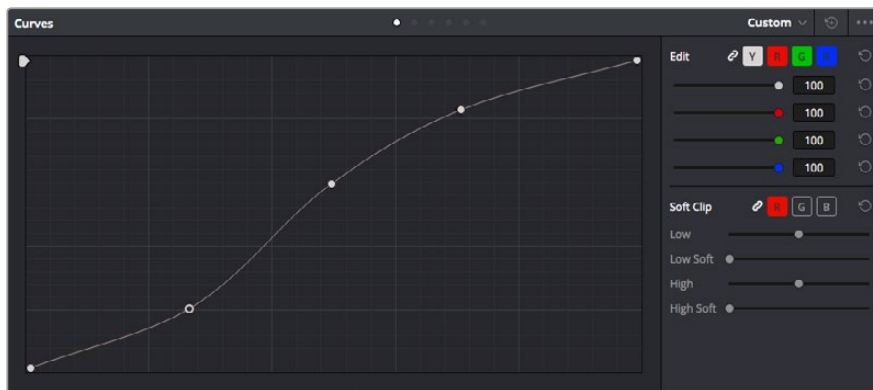 Curves
Custom
Edit Y R G B
100
100
100
100
Soft Clip R G B
Low
Low Soft
High
High Soft